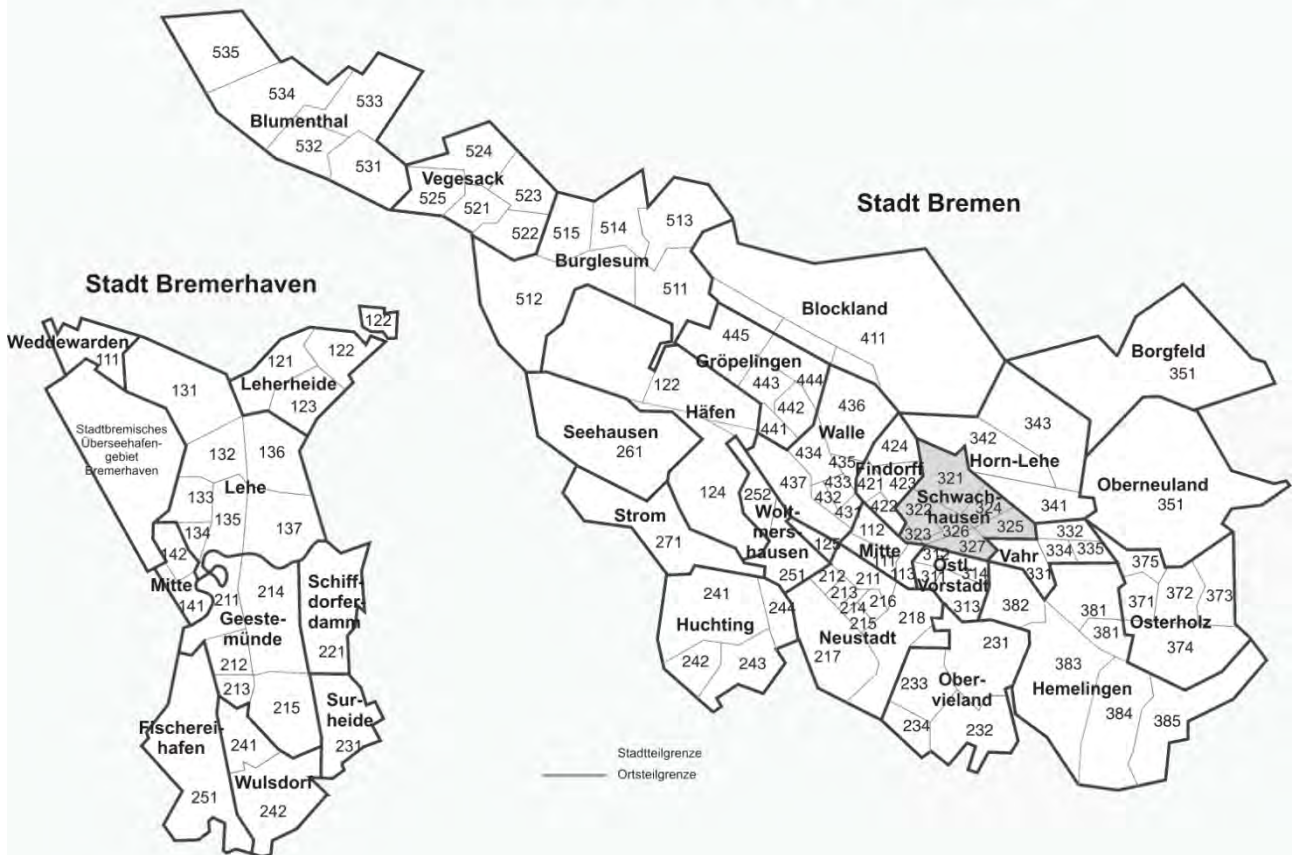 535
534
533
Blumenthal
532
531
524
Vegesack
525
523
521
522
515
514
513
Burglesum
512
511
Stadt Bremen
Blockland
411
Borgfeld
351
445
Gröpelingen
443
444
122
442
Häfen
441
436
Walle
434
435
433
437
432
431
424
Findorff
421
423
422
342
343
Horn-Lehe
341
321
Schwach-
hausen
322
324
323
326
325
327
Oberneuland
351
Seehausen
261
Strom
271
124
252
Wolt-
mers-
hausen
125
251
112
Mitte
111
113
312
Östl.
Vorstadt
311
314
313
Vahr
332
334
335
331
375
371
372
373
Osterholz
374
241
244
Huchting
242
243
212
211
213
214
216
215
218
Neustadt
217
231
233
Ober-
vieland
234
232
382
381
381
383
Hemelingen
384
385
Stadt Bremerhaven
122
Weddewarden
111
121
122
Leherheide
123
131
Stadtbremisches
Überseehafen-
gebiet
Bremerhaven
132
136
Lehe
133
135
134
137
142
Mitte
141
211
214
Geeste-
münde
212
213
215
Schiff-
dorfer-
damm
221
Sur-
heide
231
Fischerei-
hafen
251
241
Wulsdorf
242
Stadtteilgrenze
Ortsteilgrenze